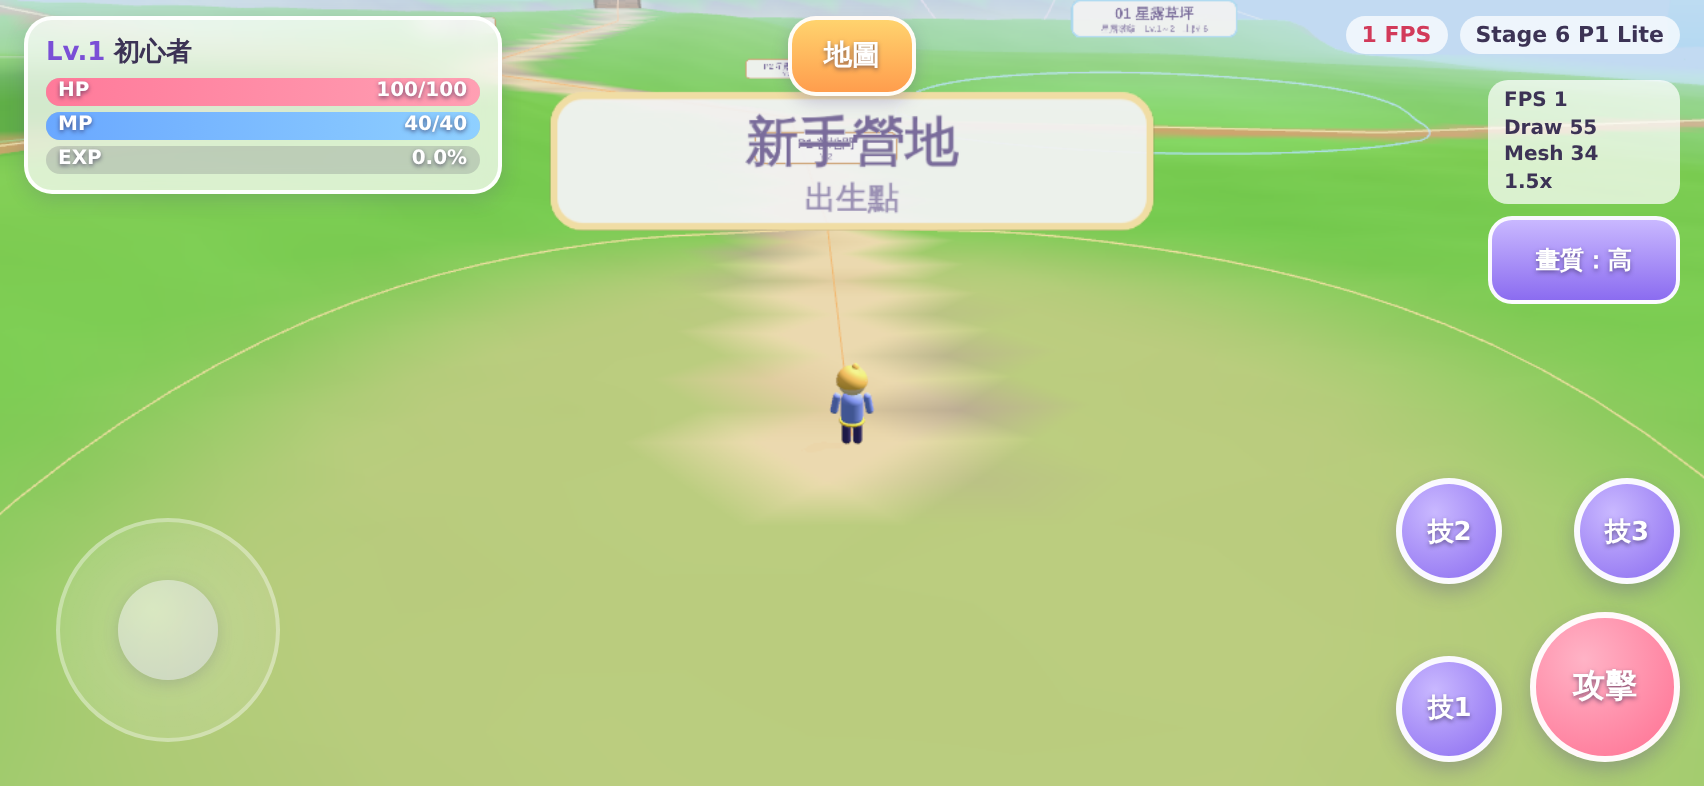 Lv.1 初心者
HP 100/100
MP 40/40
EXP 0.0%
地圖
01 星露草坪
1 FPS
Stage 6 P1 Lite
FPS 1
Draw 55
Mesh 34
1.5x
畫質：高
新手營地
出生點
技2
技3
技1
攻擊